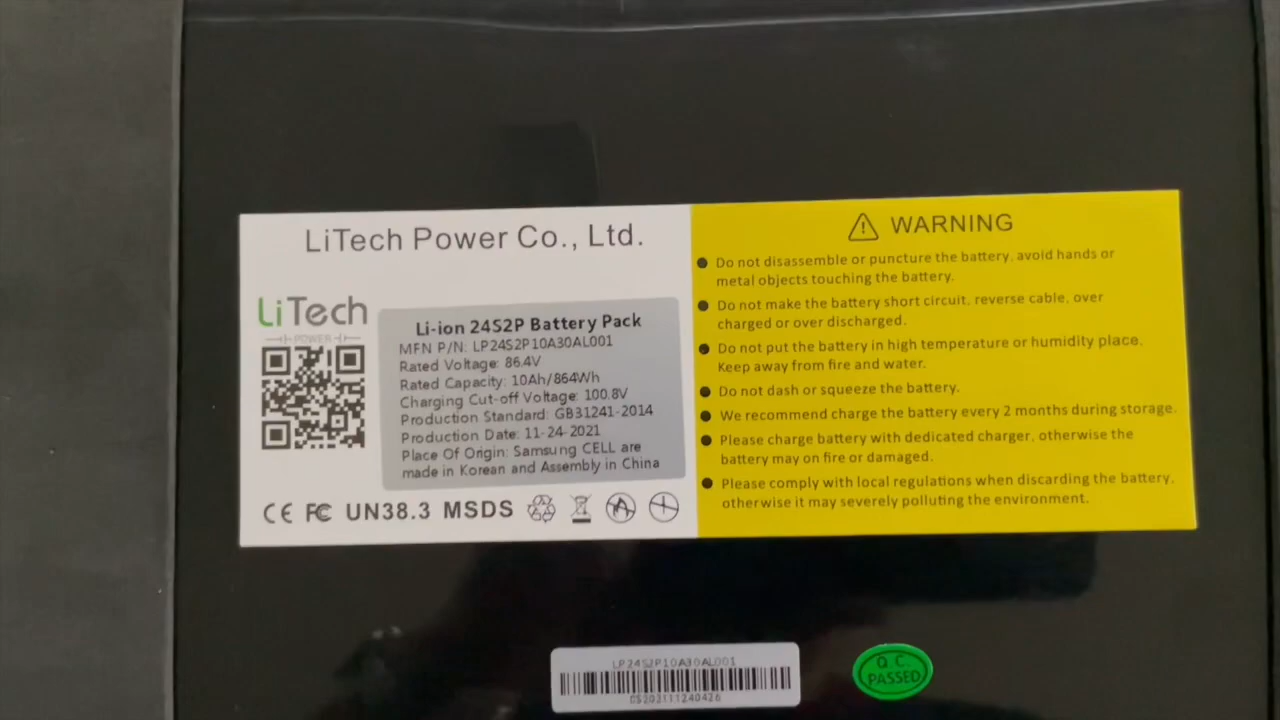 LiTech Power Co., Ltd.
LiTech
POWER
Li-ion 24S2P Battery Pack
MFN P/N: LP24S2P10A30AL001
Rated Voltage: 86.4V
Rated Capacity: 10Ah/864Wh
Charging Cut-off Voltage: 100.8V
Production Standard: GB31241-2014
Production Date: 11-24-2021
Place Of Origin: Samsung CELL are
made in Korean and Assembly in China
CE FC UN38.3 MSDS
WARNING
Do not disassemble or puncture the battery, avoid hands or
metal objects touching the battery.
Do not make the battery short circuit, reverse cable, over
charged or over discharged.
Do not put the battery in high temperature or humidity place.
Keep away from fire and water.
Do not dash or squeeze the battery.
We recommend charge the battery every 2 months during storage.
Please charge battery with dedicated charger, otherwise the
battery may on fire or damaged.
Please comply with local regulations when discarding the battery,
otherwise it may severely polluting the environment.
LP24S2P10A30AL001
DS202111240426
Q.C.
PASSED